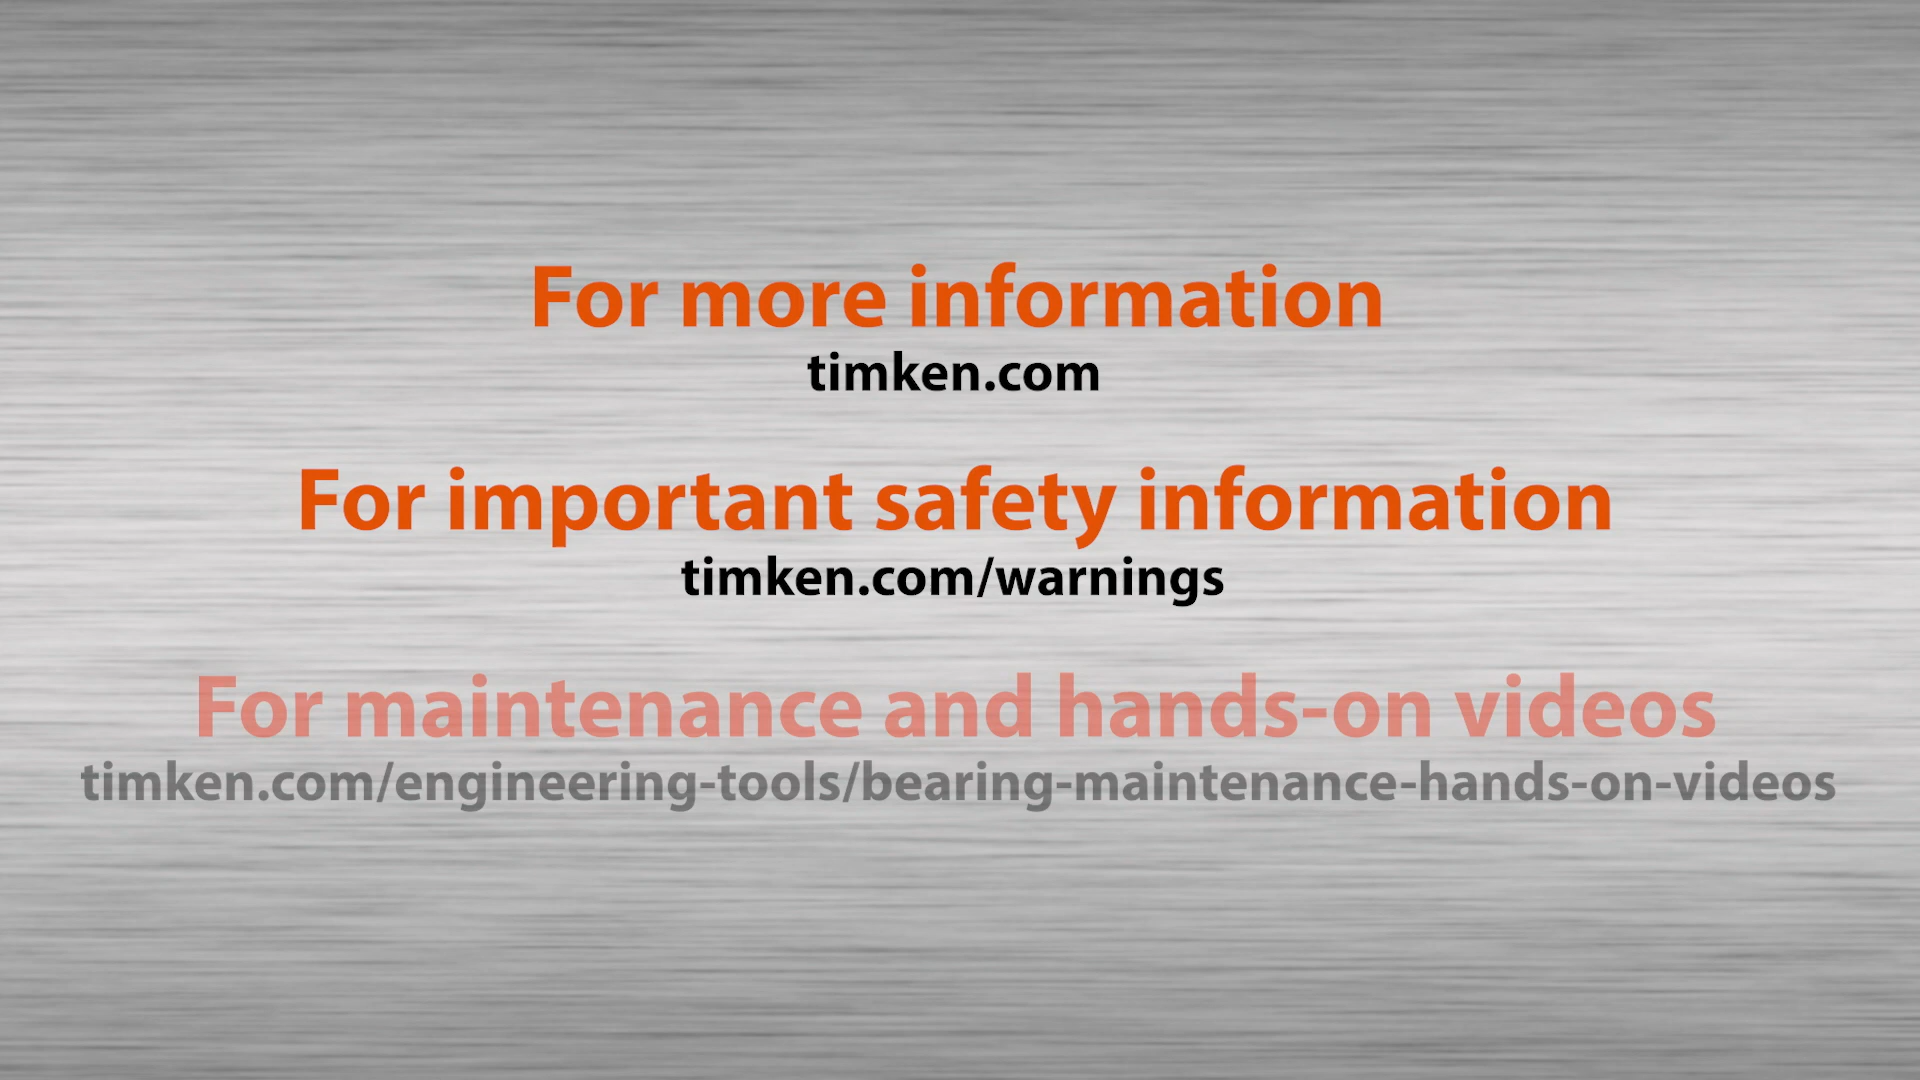 For more information
timken.com
For important safety information
timken.com/warnings
For maintenance and hands-on videos
timken.com/engineering-tools/bearing-maintenance-hands-on-videos